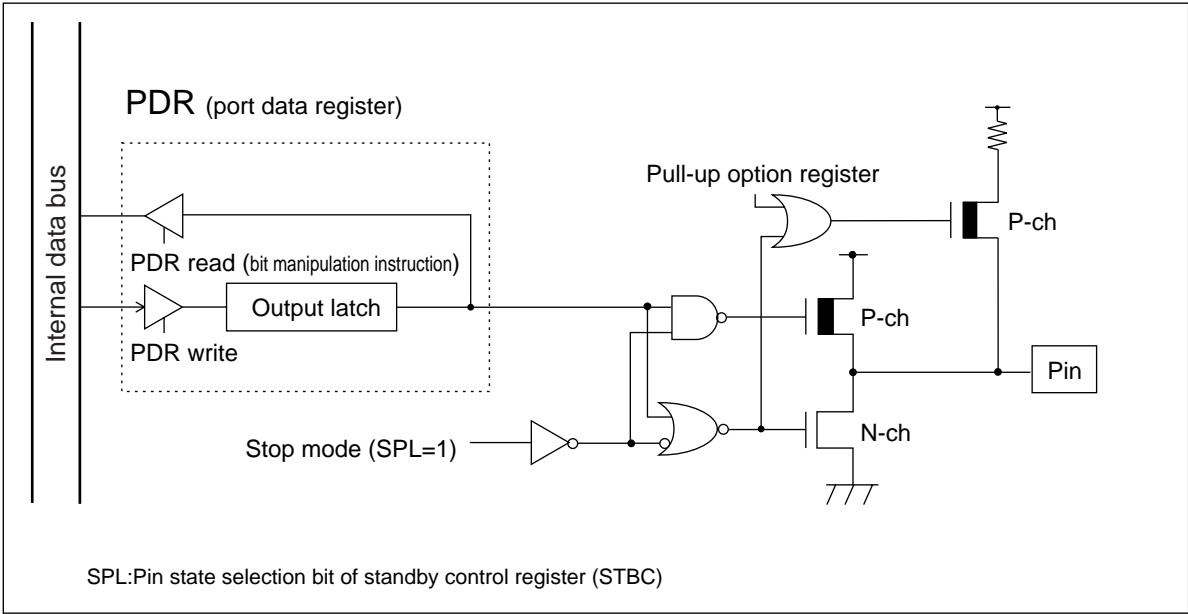 PDR (port data register)
Internal data bus
Pull-up option register
P-ch
PDR read (bit manipulation instruction)
Output latch
P-ch
PDR write
Pin
Stop mode (SPL=1)
N-ch
SPL:Pin state selection bit of standby control register (STBC)